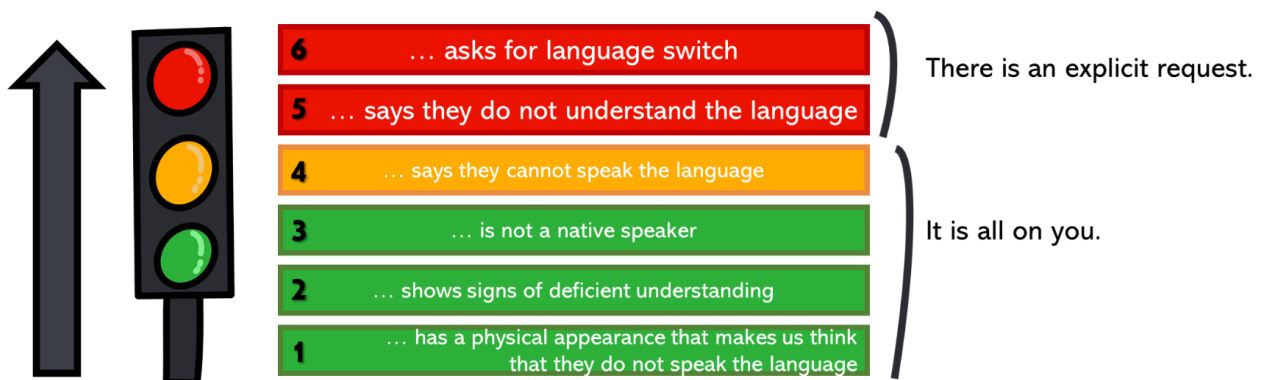 6 … asks for language switch
There is an explicit request.
5 … says they do not understand the language
4 … says they cannot speak the language
3 … is not a native speaker
It is all on you.
2 … shows signs of deficient understanding
1 … has a physical appearance that makes us think
that they do not speak the language